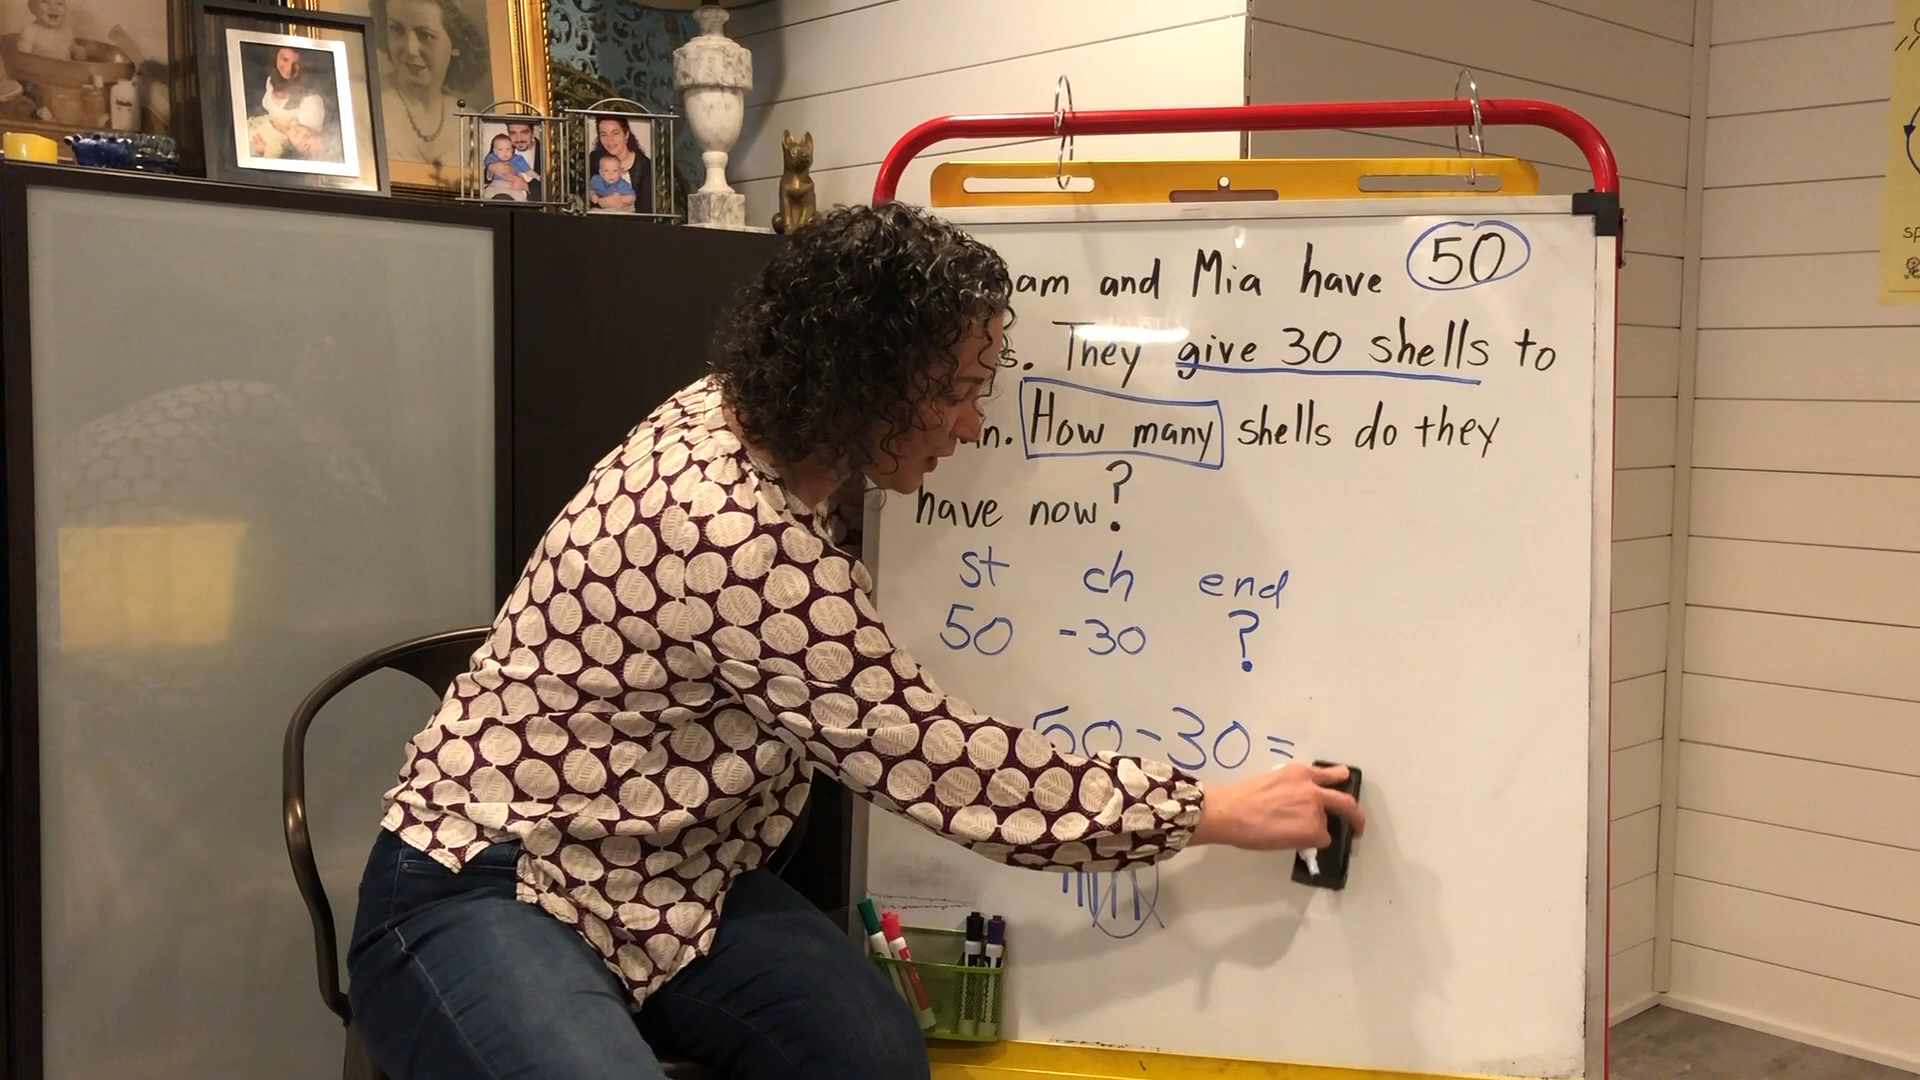 and Mia have 50
They give 30 shells to
How many shells do they
have now?
?
st ch end
50 -30 ?
50-30=